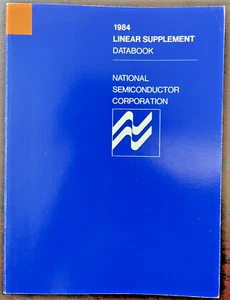 1984
LINEAR SUPPLEMENT
DATABOOK
NATIONAL
SEMICONDUCTOR
CORPORATION